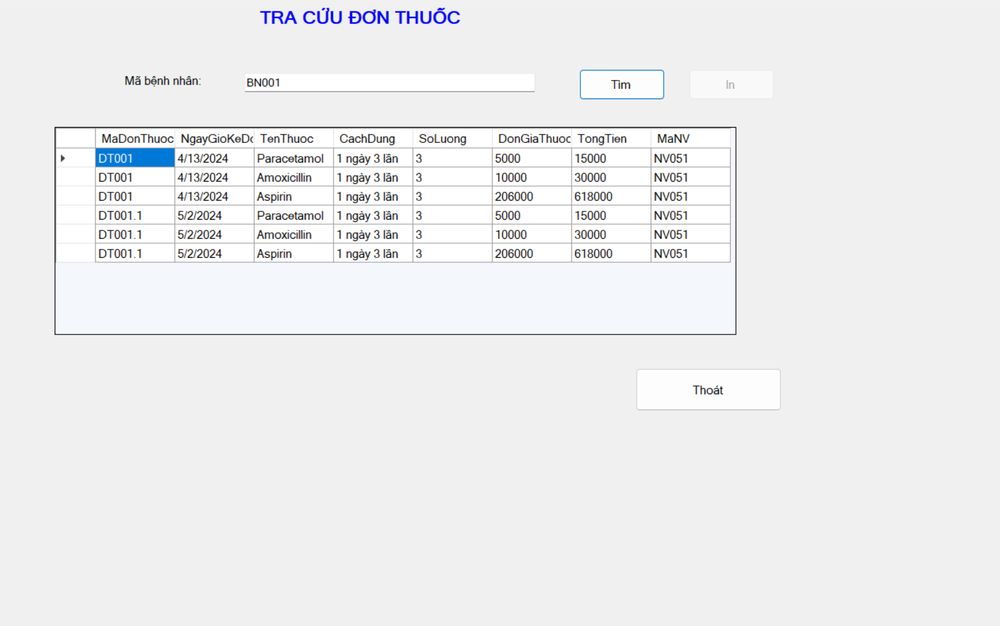 TRA CỨU ĐƠN THUỐC
Mã bệnh nhân: BN001 Tìm In
MaDonThuoc NgayGioKeDo TenThuoc CachDung SoLuong DonGiaThuoc TongTien MaNV
DT001 4/13/2024 Paracetamol 1 ngày 3 lần 3 5000 15000 NV051
DT001 4/13/2024 Amoxicillin 1 ngày 3 lần 3 10000 30000 NV051
DT001 4/13/2024 Aspirin 1 ngày 3 lần 3 206000 618000 NV051
DT001.1 5/2/2024 Paracetamol 1 ngày 3 lần 3 5000 15000 NV051
DT001.1 5/2/2024 Amoxicillin 1 ngày 3 lần 3 10000 30000 NV051
DT001.1 5/2/2024 Aspirin 1 ngày 3 lần 3 206000 618000 NV051
Thoát